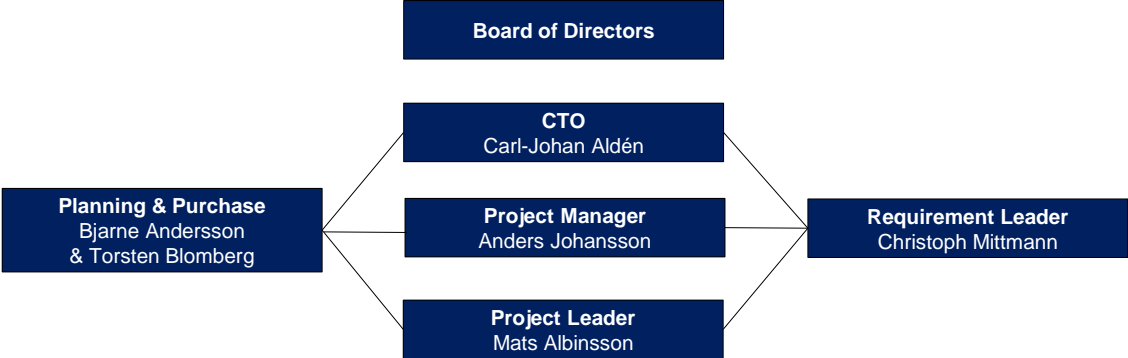 Board of Directors
CTO
Carl-Johan Aldén
Planning & Purchase
Bjarne Andersson
& Torsten Blomberg
Project Manager
Anders Johansson
Requirement Leader
Christoph Mittmann
Project Leader
Mats Albinsson